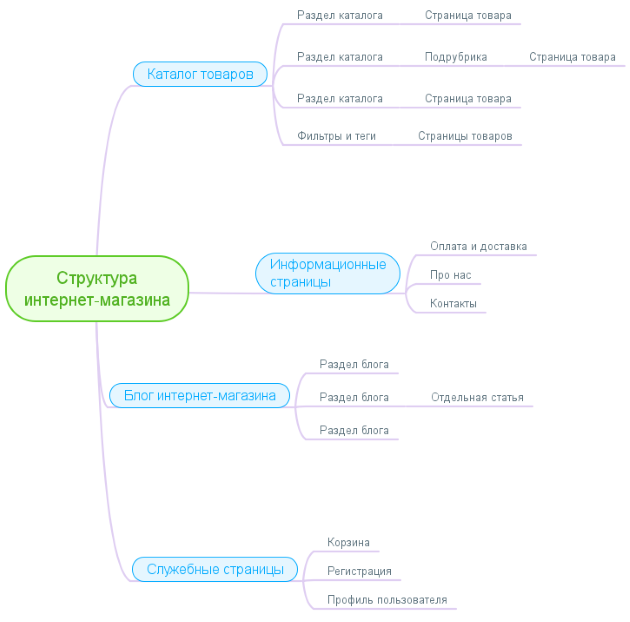 Раздел каталога
Страница товара
Раздел каталога
Подрубрика
Страница товара
Каталог товаров
Раздел каталога
Страница товара
Фильтры и теги
Страницы товаров
Структура
интернет-магазина
Информационные
страницы
Оплата и доставка
Про нас
Контакты
Блог интернет-магазина
Раздел блога
Раздел блога
Отдельная статья
Раздел блога
Служебные страницы
Корзина
Регистрация
Профиль пользователя